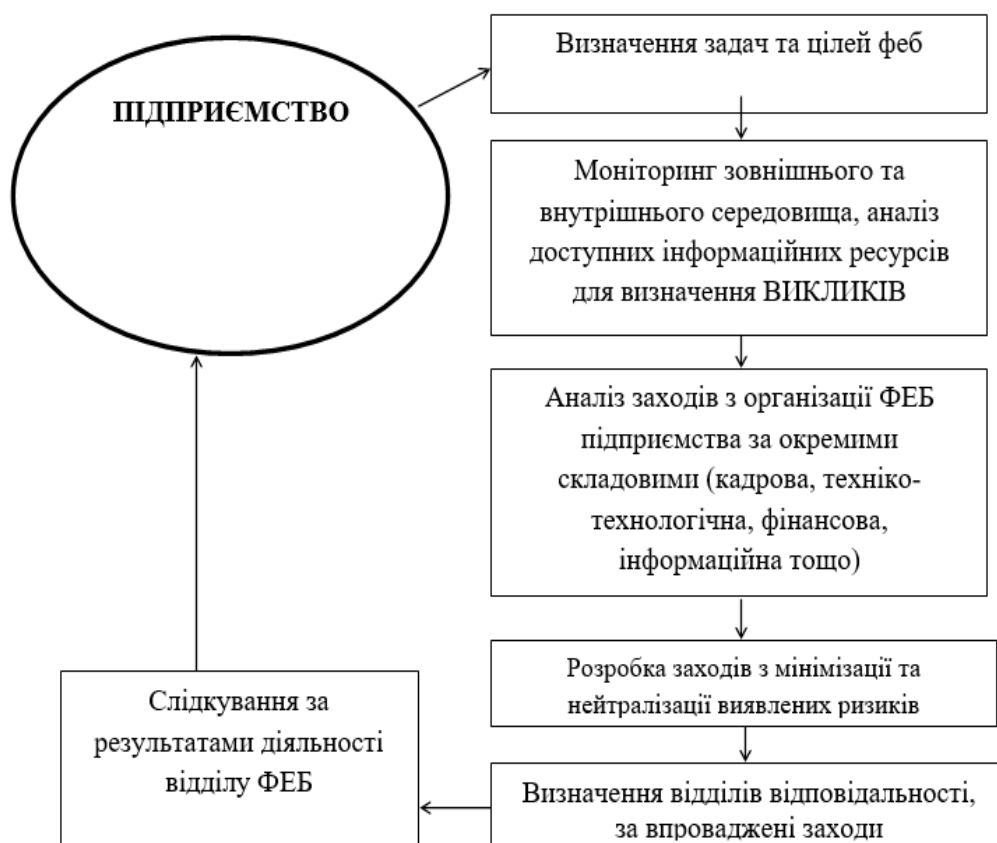 ПІДПРИЄМСТВО
Визначення задач та цілей феб
Моніторинг зовнішнього та
внутрішнього середовища, аналіз
доступних інформаційних ресурсів
для визначення ВИКЛИКІВ
Аналіз заходів з організації ФЕБ
підприємства за окремими
складовими (кадрова, техніко-
технологічна, фінансова,
інформаційна тощо)
Розробка заходів з мінімізації та
нейтралізації виявлених ризиків
Визначення відділів відповідальності,
за впроваджені заходи
Слідкування за
результатами діяльності
відділу ФЕБ